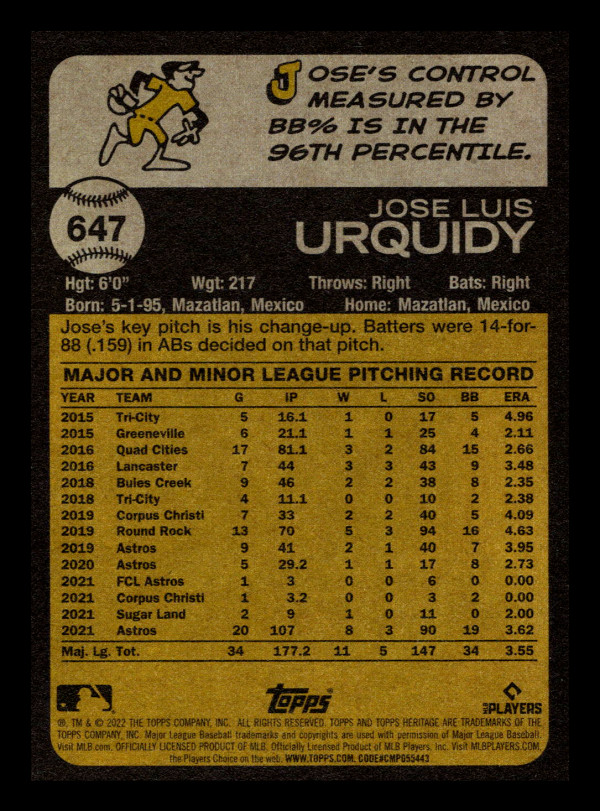 JOSE'S CONTROL
MEASURED BY
BB% IS IN THE
96TH PERCENTILE.
647
JOSE LUIS
URQUIDY
Hgt: 6'0" Wgt: 217 Throws: Right Bats: Right
Born: 5-1-95, Mazatlan, Mexico Home: Mazatlan, Mexico
Jose's key pitch is his change-up. Batters were 14-for-
88 (.159) in ABs decided on that pitch.
MAJOR AND MINOR LEAGUE PITCHING RECORD
YEAR TEAM G IP W L SO BB ERA
2015 Tri-City 5 16.1 1 0 17 5 4.96
2015 Greeneville 6 21.1 1 1 25 4 2.11
2016 Quad Cities 17 81.1 3 2 84 15 2.66
2016 Lancaster 7 44 3 3 43 9 3.48
2018 Buies Creek 9 46 2 2 38 8 2.35
2018 Tri-City 4 11.1 0 0 10 2 2.38
2019 Corpus Christi 7 33 2 2 40 5 4.09
2019 Round Rock 13 70 5 3 94 16 4.63
2019 Astros 9 41 2 1 40 7 3.95
2020 Astros 5 29.2 1 1 17 8 2.73
2021 FCL Astros 1 3 0 0 6 0 0.00
2021 Corpus Christi 1 3.2 0 0 3 2 0.00
2021 Sugar Land 2 9 1 0 11 0 2.00
2021 Astros 20 107 8 3 90 19 3.62
Maj. Lg. Tot. 34 177.2 11 5 147 34 3.55
Topps
MLB PLAYERS
®, TM & © 2022 THE TOPPS COMPANY, INC. ALL RIGHTS RESERVED. TOPPS AND TOPPS HERITAGE ARE TRADEMARKS OF THE
TOPPS COMPANY, INC. Major League Baseball trademarks and copyrights are used with permission of Major League Baseball.
Visit MLB.com. OFFICIALLY LICENSED PRODUCT OF MLB. Officially Licensed Product of MLB Players, Inc. Visit MLBPLAYERS.COM,
the Players Choice on the web. WWW.TOPPS.COM. CODE#CMP055443